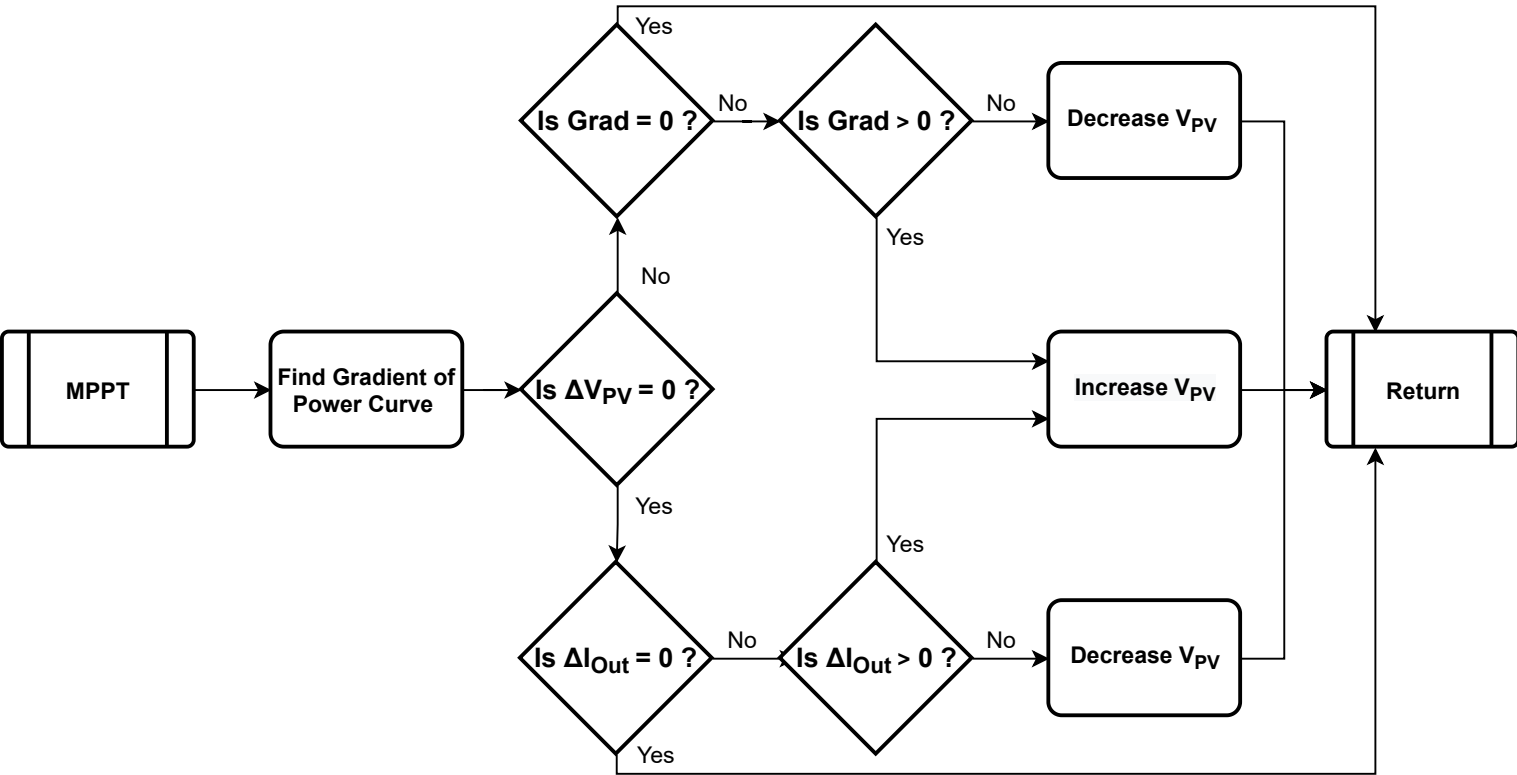 Yes
Is Grad = 0 ?
No
Is Grad > 0 ?
No
Decrease V_PV
Yes
No
MPPT
Find Gradient of
Power Curve
Is ΔV_PV = 0 ?
Increase V_PV
Return
Yes
Yes
Is ΔI_Out = 0 ?
No
Is ΔI_Out > 0 ?
No
Decrease V_PV
Yes